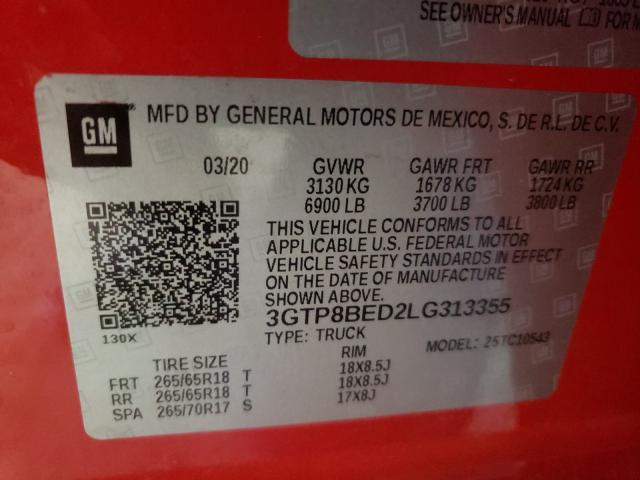 SEE OWNER'S MANUAL
GM
MFD BY GENERAL MOTORS DE MEXICO, S. DE R.L. DE C.V.
03/20 GVWR GAWR FRT GAWR RR
3130 KG 1678 KG 1724 KG
6900 LB 3700 LB 3800 LB
THIS VEHICLE CONFORMS TO ALL
APPLICABLE U.S. FEDERAL MOTOR
VEHICLE SAFETY STANDARDS IN EFFECT
ON THE DATE OF MANUFACTURE
SHOWN ABOVE.
3GTP8BED2LG313355
130X
TYPE: TRUCK MODEL: 25TC10543
TIRE SIZE RIM
FRT 265/65R18 T 18X8.5J
RR 265/65R18 T 18X8.5J
SPA 265/70R17 S 17X8J